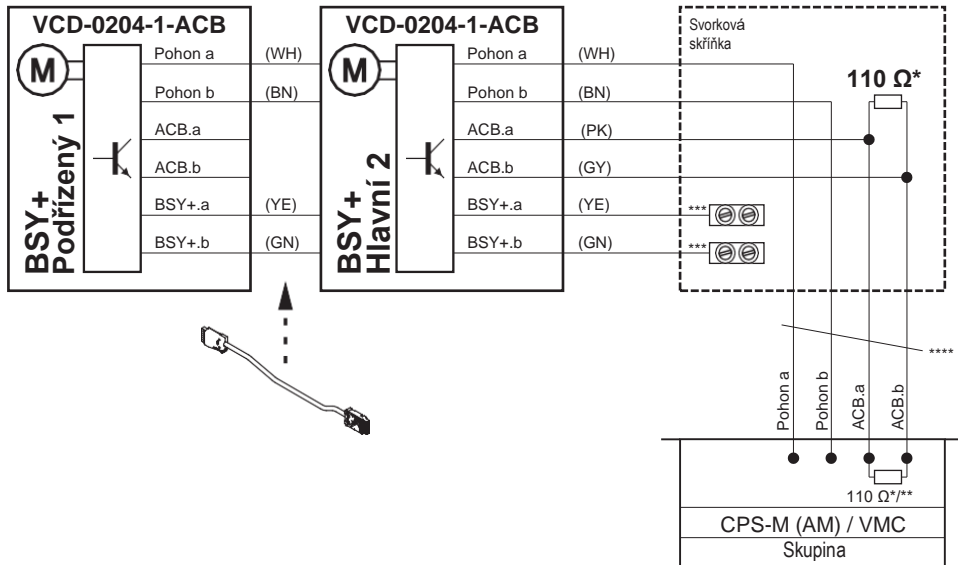 VCD-0204-1-ACB
M
BSY+
Podřízený 1
Pohon a
(WH)
Pohon b
(BN)
ACB.a
ACB.b
BSY+.a
(YE)
BSY+.b
(GN)
VCD-0204-1-ACB
M
BSY+
Hlavní 2
Pohon a
(WH)
Pohon b
(BN)
ACB.a
(PK)
ACB.b
(GY)
BSY+.a
(YE)
BSY+.b
(GN)
Svorková
skříňka
110 Ω*
***
***
****
Pohon a
Pohon b
ACB.a
ACB.b
110 Ω*/**
CPS-M (AM) / VMC
Skupina